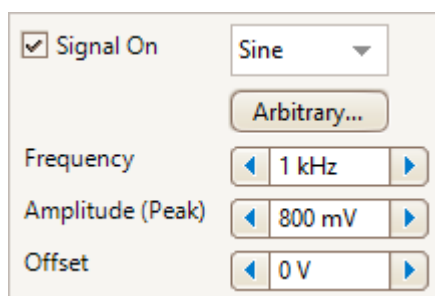 Signal On Sine
Arbitrary...
Frequency 1 kHz
Amplitude (Peak) 800 mV
Offset 0 V